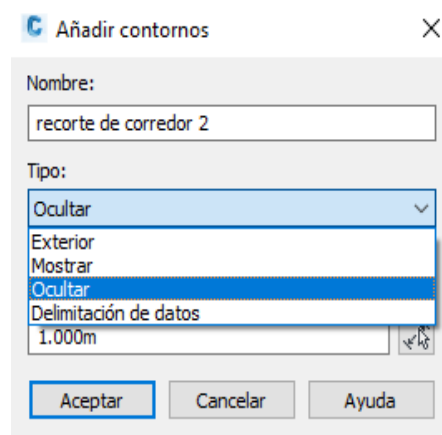 Añadir contornos
Nombre:
recorte de corredor 2
Tipo:
Ocultar
Exterior
Mostrar
Ocultar
Delimitación de datos
1.000m
Aceptar
Cancelar
Ayuda